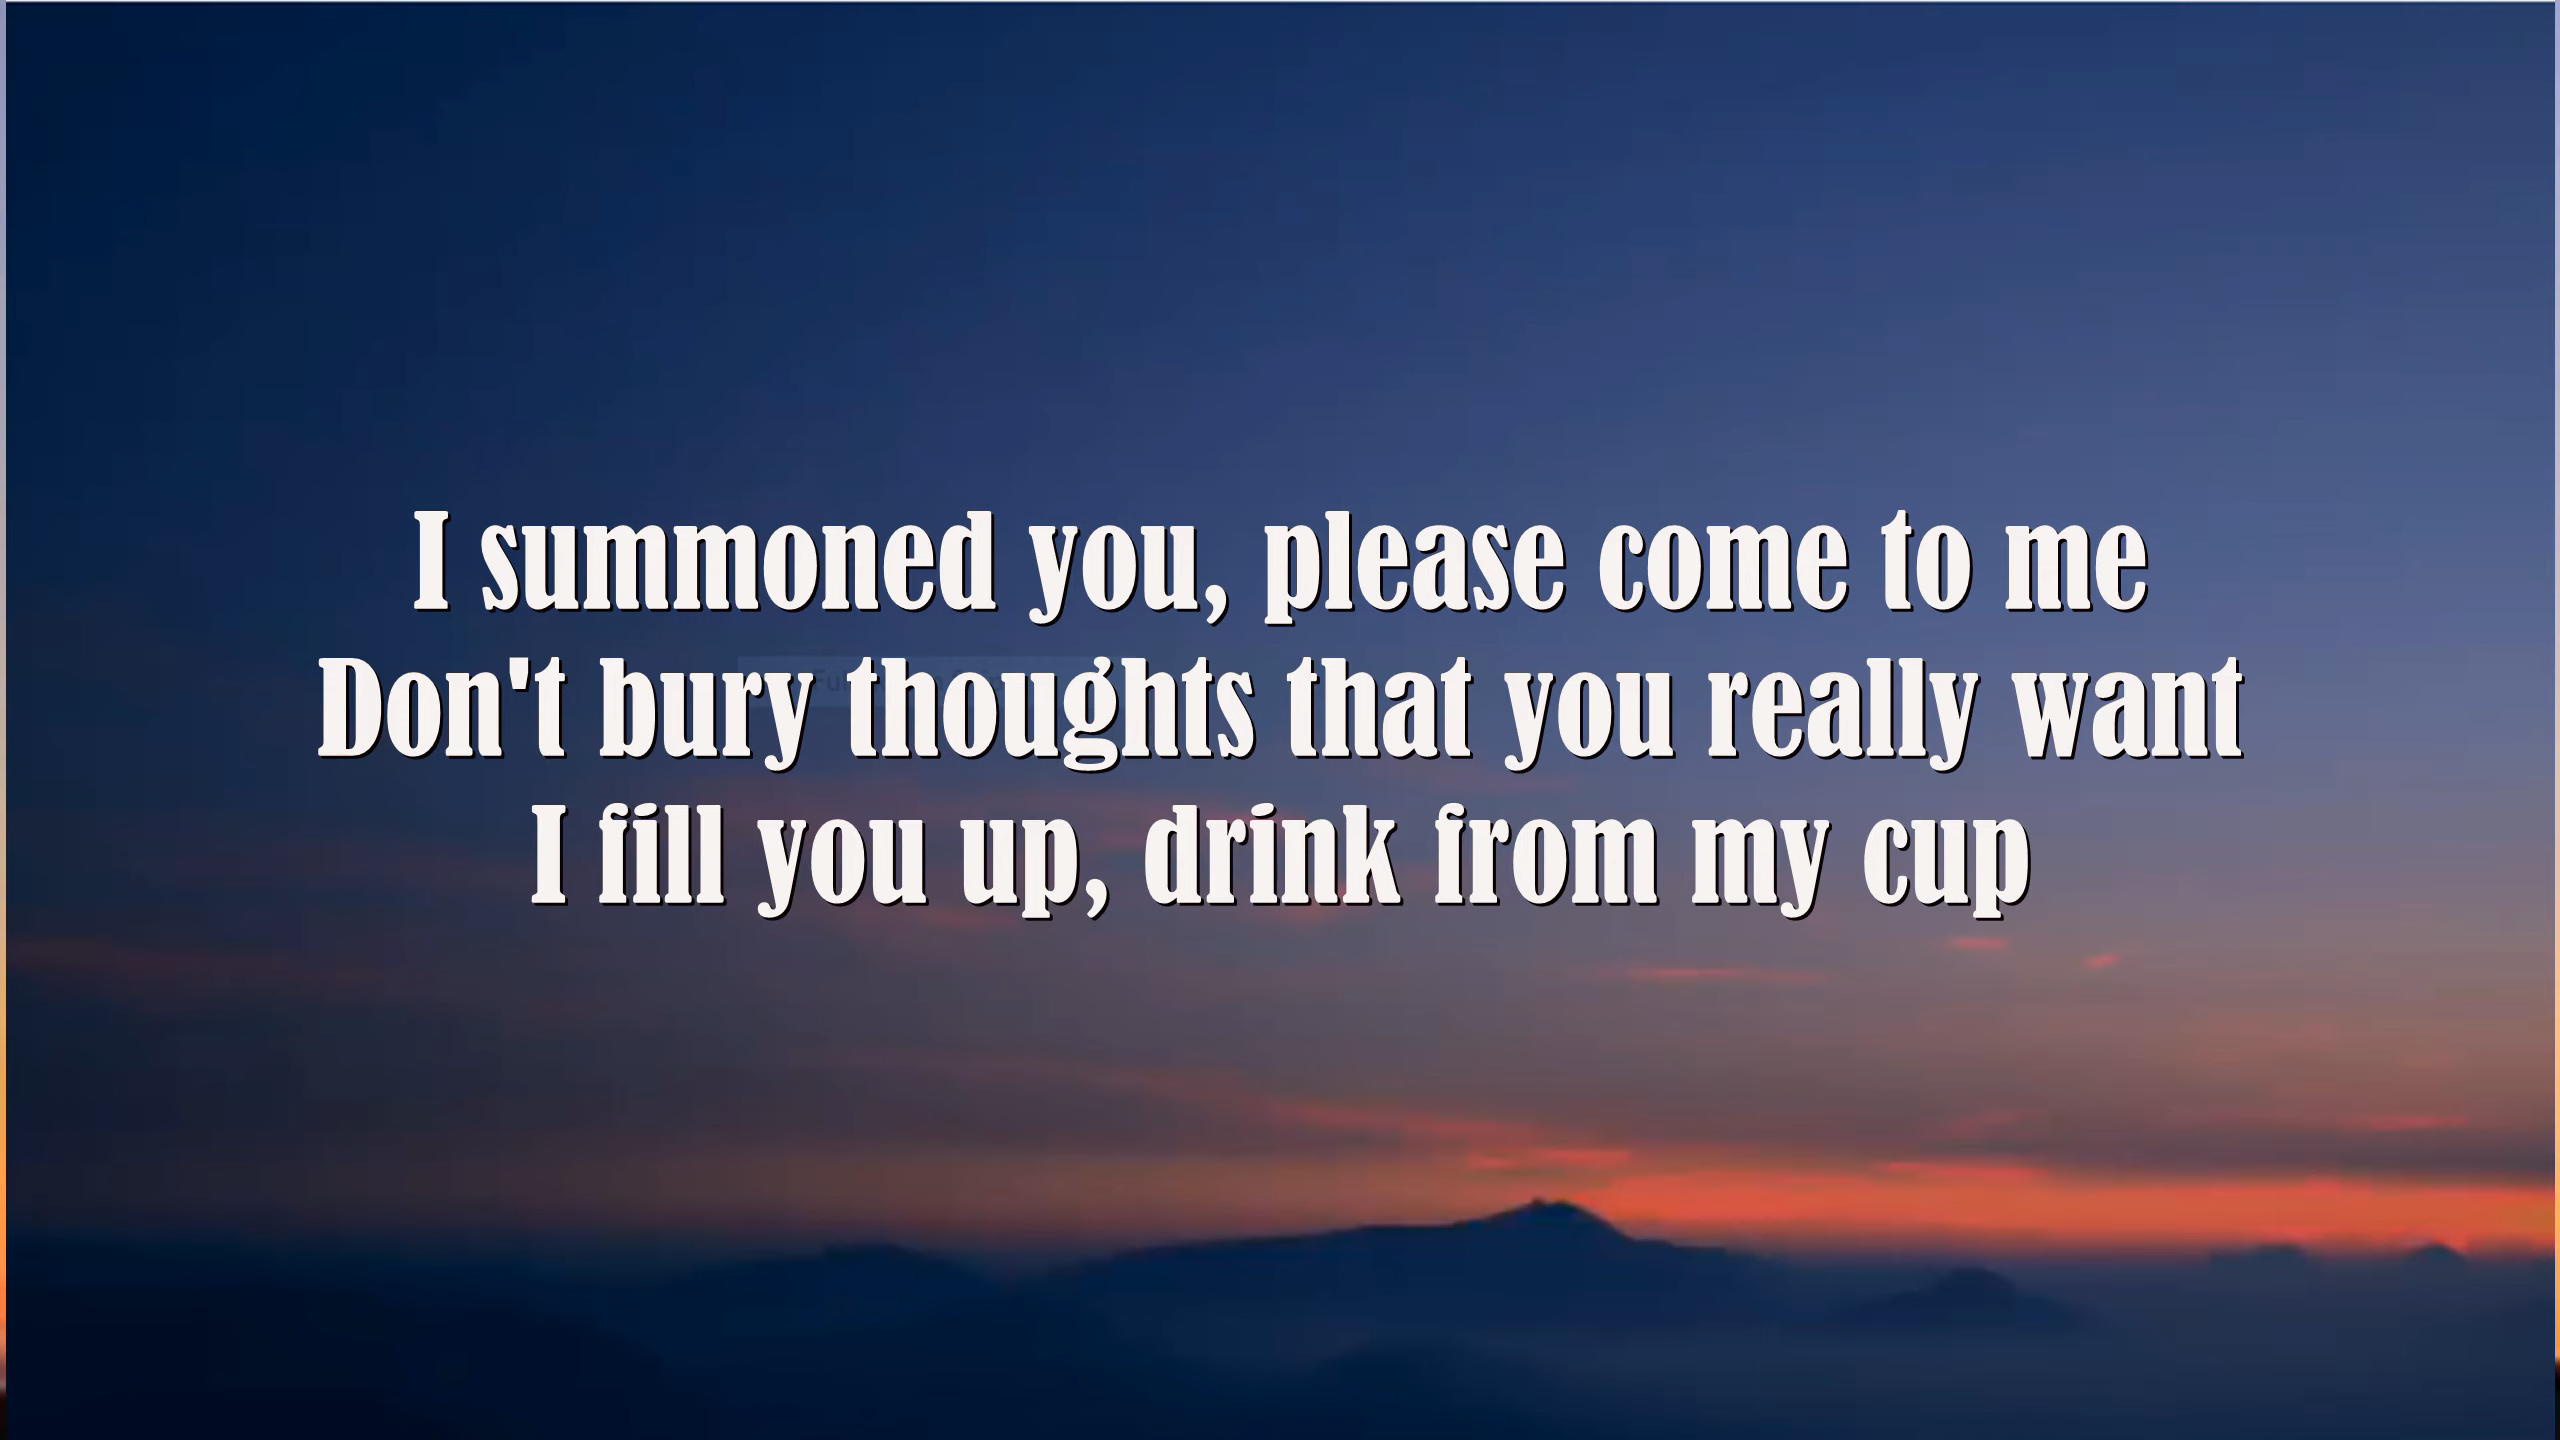 I summoned you, please come to me
Don't bury thoughts that you really want
I fill you up, drink from my cup